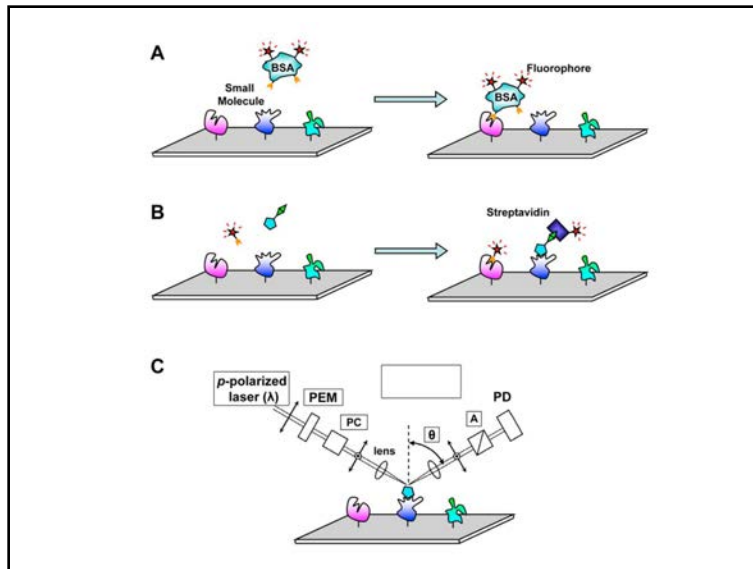 A
BSA
Small
Molecule
Fluorophore
BSA
B
Streptavidin
C
p-polarized
laser (λ)
PEM
PC
lens
θ
A
PD